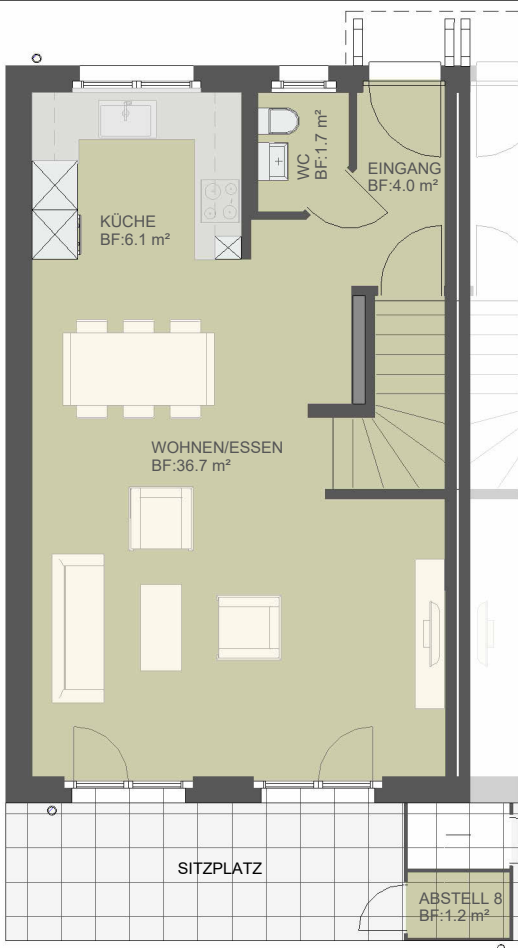 WC
BF:1.7 m²
EINGANG
BF:4.0 m²
KÜCHE
BF:6.1 m²
WOHNEN/ESSEN
BF:36.7 m²
SITZPLATZ
ABSTELL 8
BF:1.2 m²